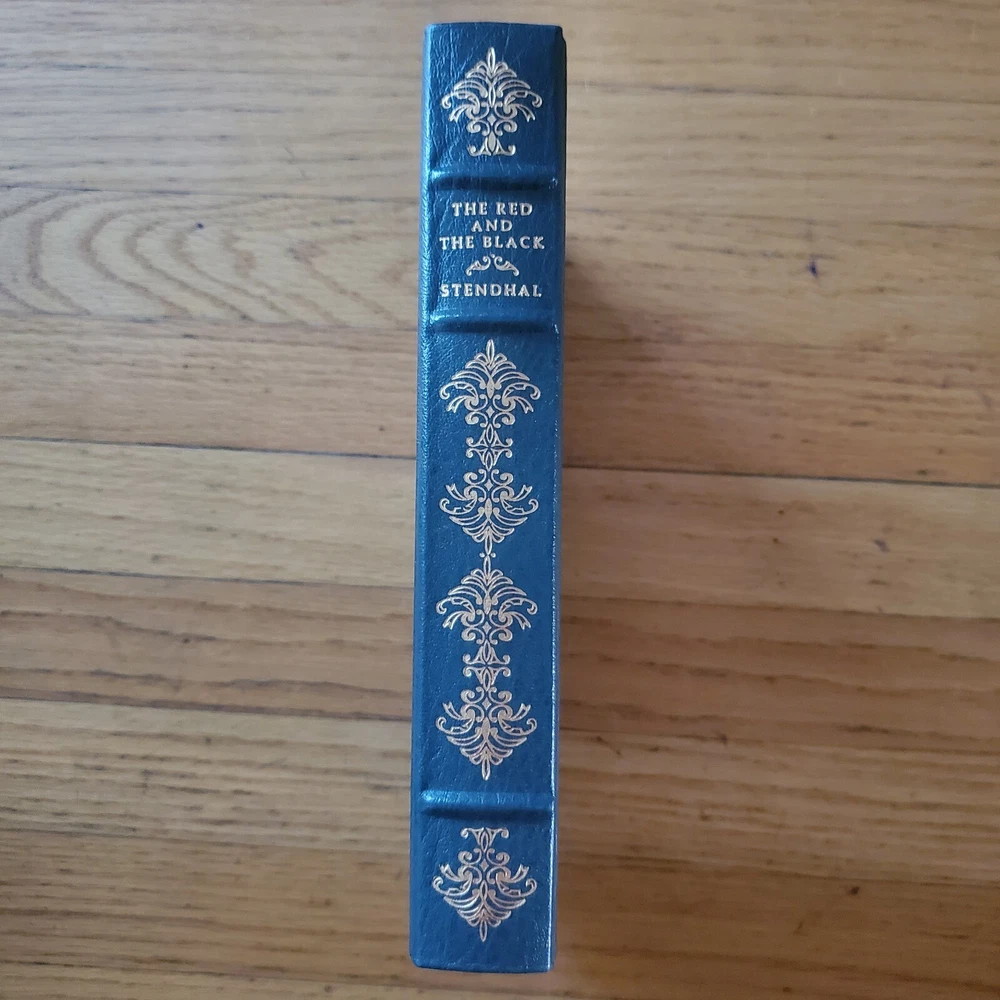 THE RED
AND
THE BLACK
STENDHAL